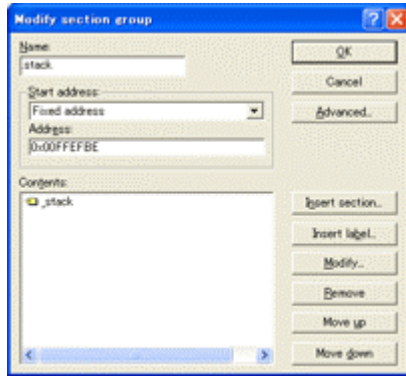 Modify section group
Name:
.stack
Start address:
Fixed address
Address:
0x00FFEFBE
Contents:
_stack
OK
Cancel
Advanced..
Insert section..
Insert label..
Modify..
Remove
Move up
Move down